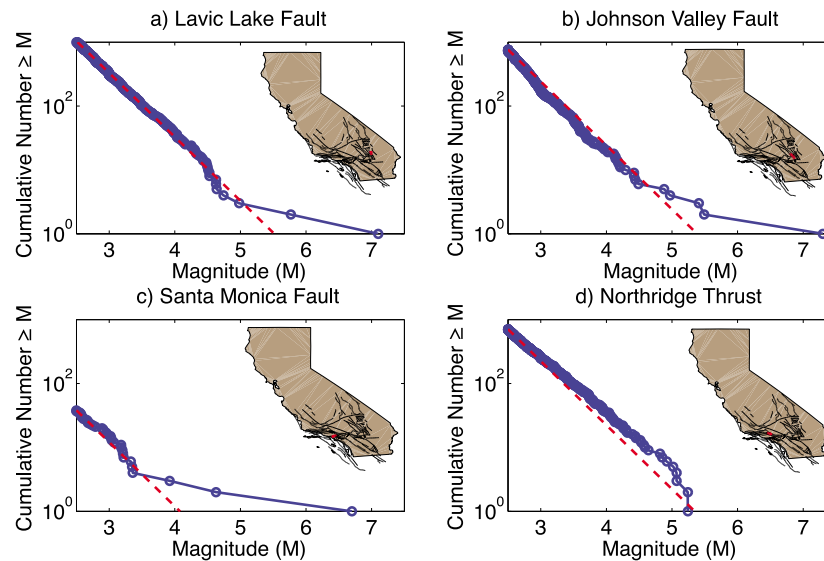 a) Lavic Lake Fault
Cumulative Number ≥ M
10²
10⁰
3 4 5 6 7
Magnitude (M)
b) Johnson Valley Fault
Cumulative Number ≥ M
10²
10⁰
3 4 5 6 7
Magnitude (M)
c) Santa Monica Fault
Cumulative Number ≥ M
10²
10⁰
3 4 5 6 7
Magnitude (M)
d) Northridge Thrust
Cumulative Number ≥ M
10²
10⁰
3 4 5 6 7
Magnitude (M)